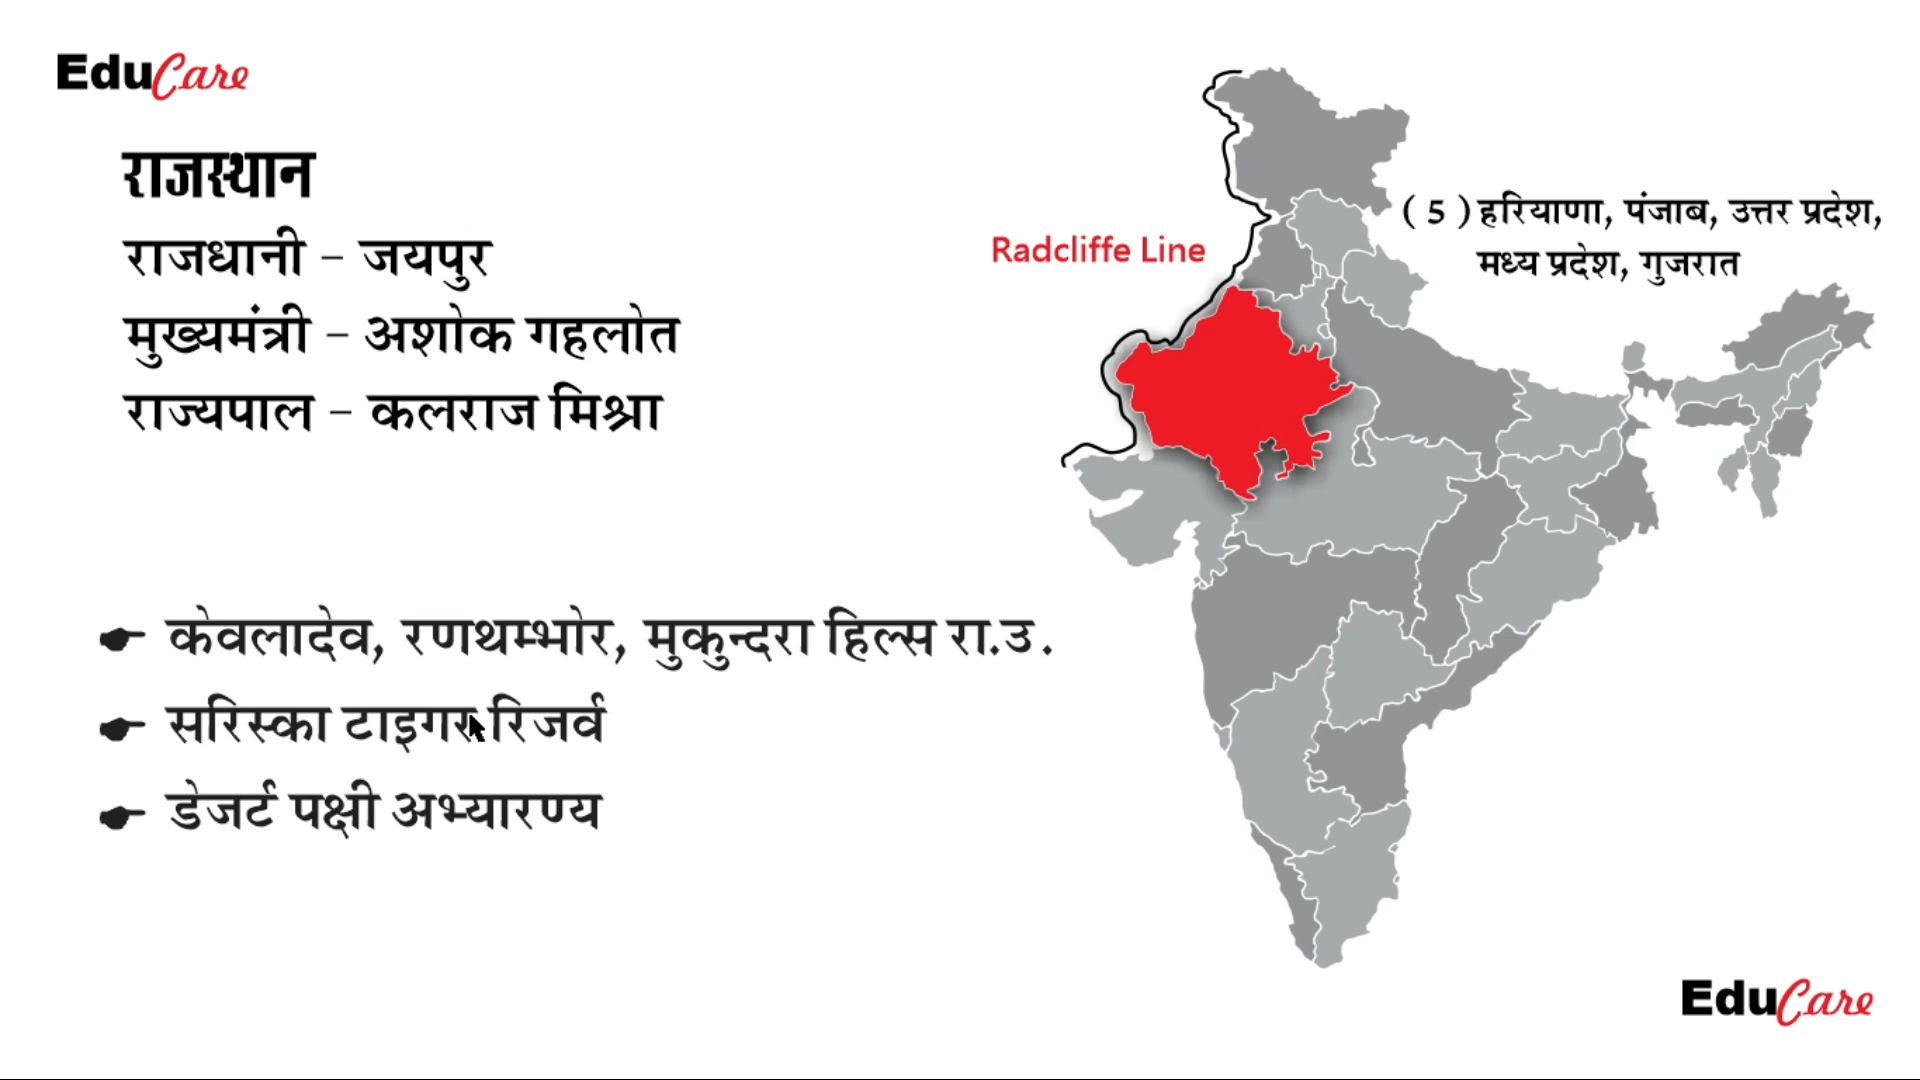 EduCare
राजस्थान
राजधानी - जयपुर
मुख्यमंत्री - अशोक गहलोत
राज्यपाल - कलराज मिश्रा
( 5 ) हरियाणा, पंजाब, उत्तर प्रदेश,
मध्य प्रदेश, गुजरात
Radcliffe Line
केवलादेव, रणथम्भोर, मुकुन्दरा हिल्स रा.उ.
सरिस्का टाइगर रिजर्व
डेजर्ट पक्षी अभ्यारण्य
EduCare